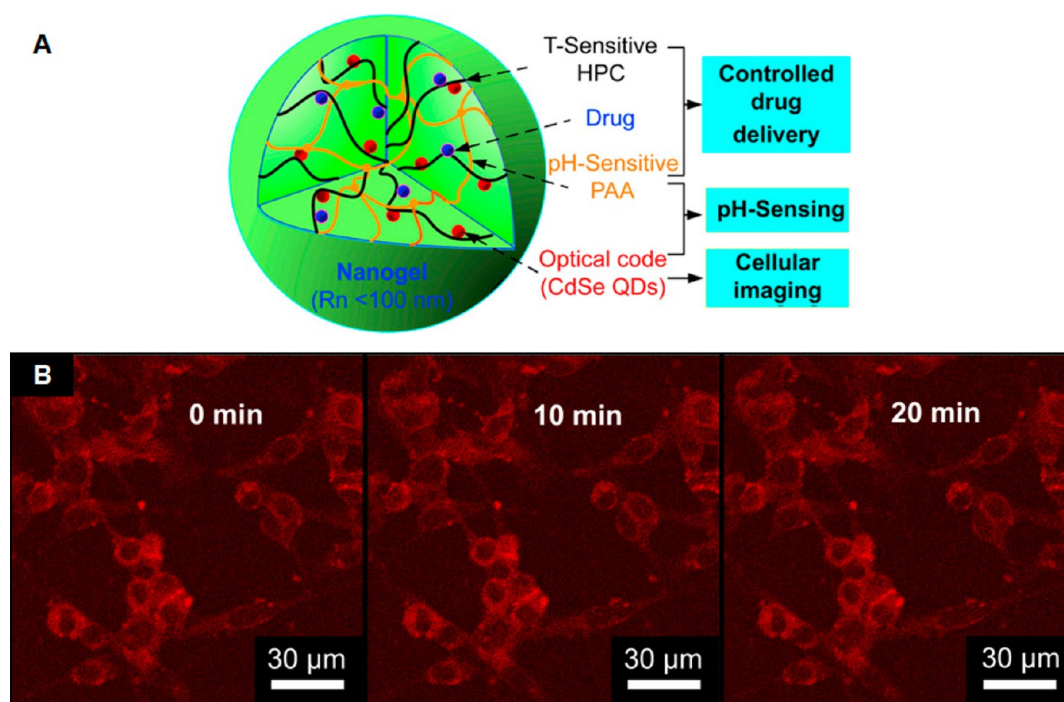 A
T-Sensitive
HPC
Drug
pH-Sensitive
PAA
Optical code
(CdSe QDs)
Nanogel
(Rn <100 nm)
Controlled
drug
delivery
pH-Sensing
Cellular
imaging
B
0 min
10 min
20 min
30 µm
30 µm
30 µm